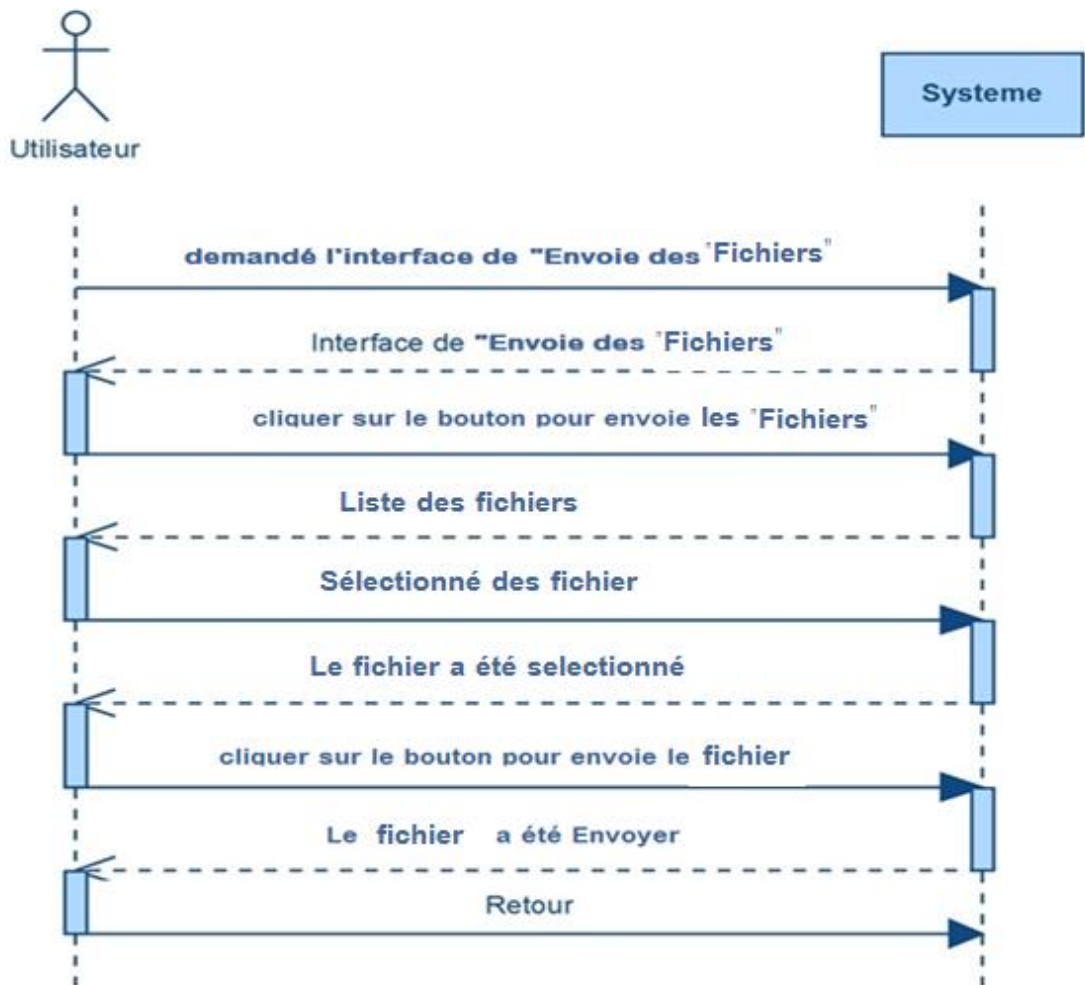 Utilisateur
Systeme
demandé l'interface de "Envoie des "Fichiers"
Interface de "Envoie des "Fichiers"
cliquer sur le bouton pour envoie les "Fichiers"
Liste des fichiers
Sélectionné des fichier
Le fichier a été selectionné
cliquer sur le bouton pour envoie le fichier
Le fichier a été Envoyer
Retour